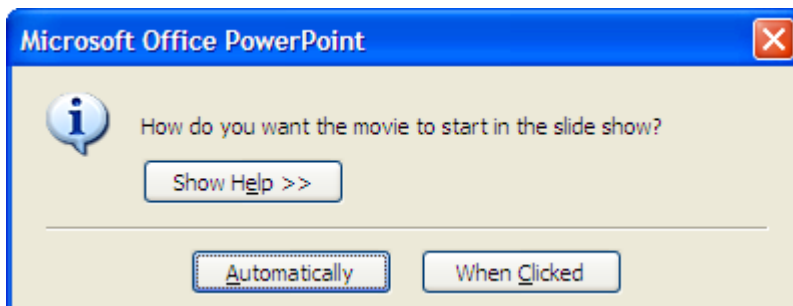 Microsoft Office PowerPoint
How do you want the movie to start in the slide show?
Show Help >>
Automatically When Clicked